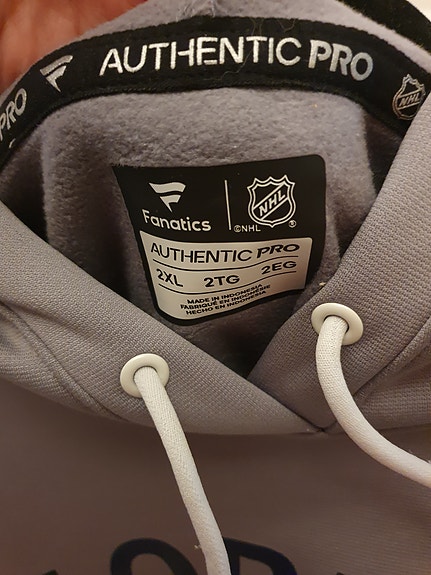 PRO
AUTHENTIC PRO
NHL
Fanatics
NHL
®
©NHL
AUTHENTIC PRO
2XL 2TG 2EG
MADE IN INDONESIA
FABRIQUÉ EN INDONÉSIE
HECHO EN INDONESIA